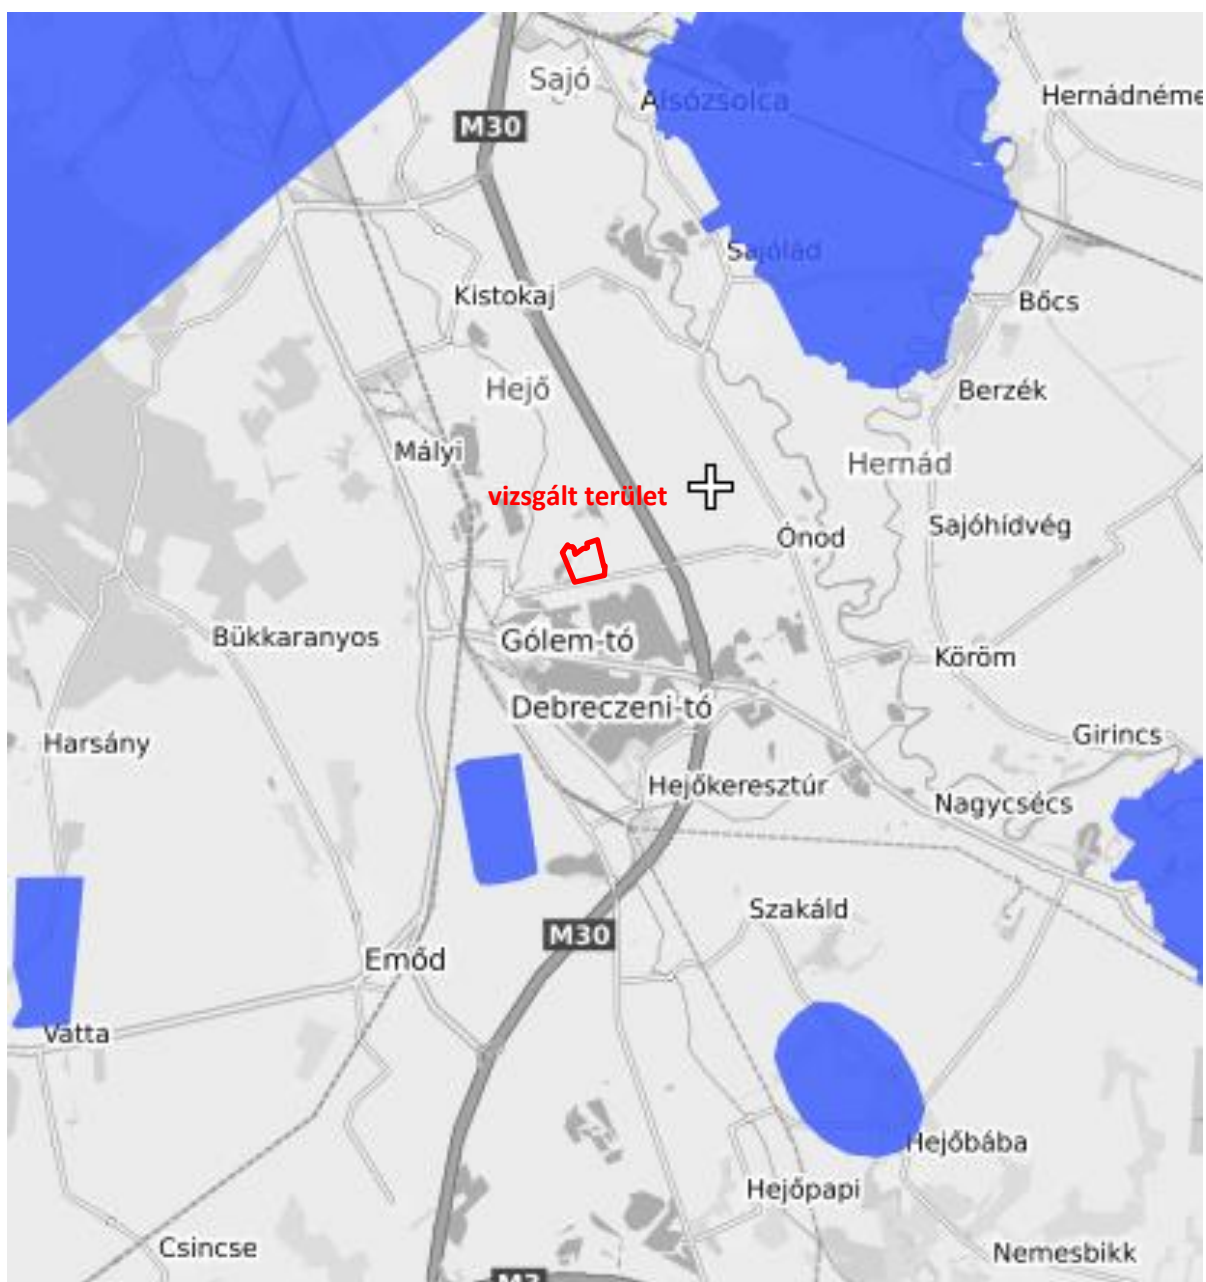 Sajó
Alsózsolca
Hernádnéme
M30
Sajólád
Kistokaj
Bőcs
Hejő
Berzék
Mályi
Hernád
vizsgált terület
Sajóhídvég
Ónod
Bükkaranyos
Gólem-tó
Köröm
Debreczeni-tó
Harsány
Girincs
Hejőkeresztúr
Nagycsécs
Szakáld
M30
Emőd
Vatta
Hejőbába
Hejőpapi
Csincse
Nemesbikk
M3